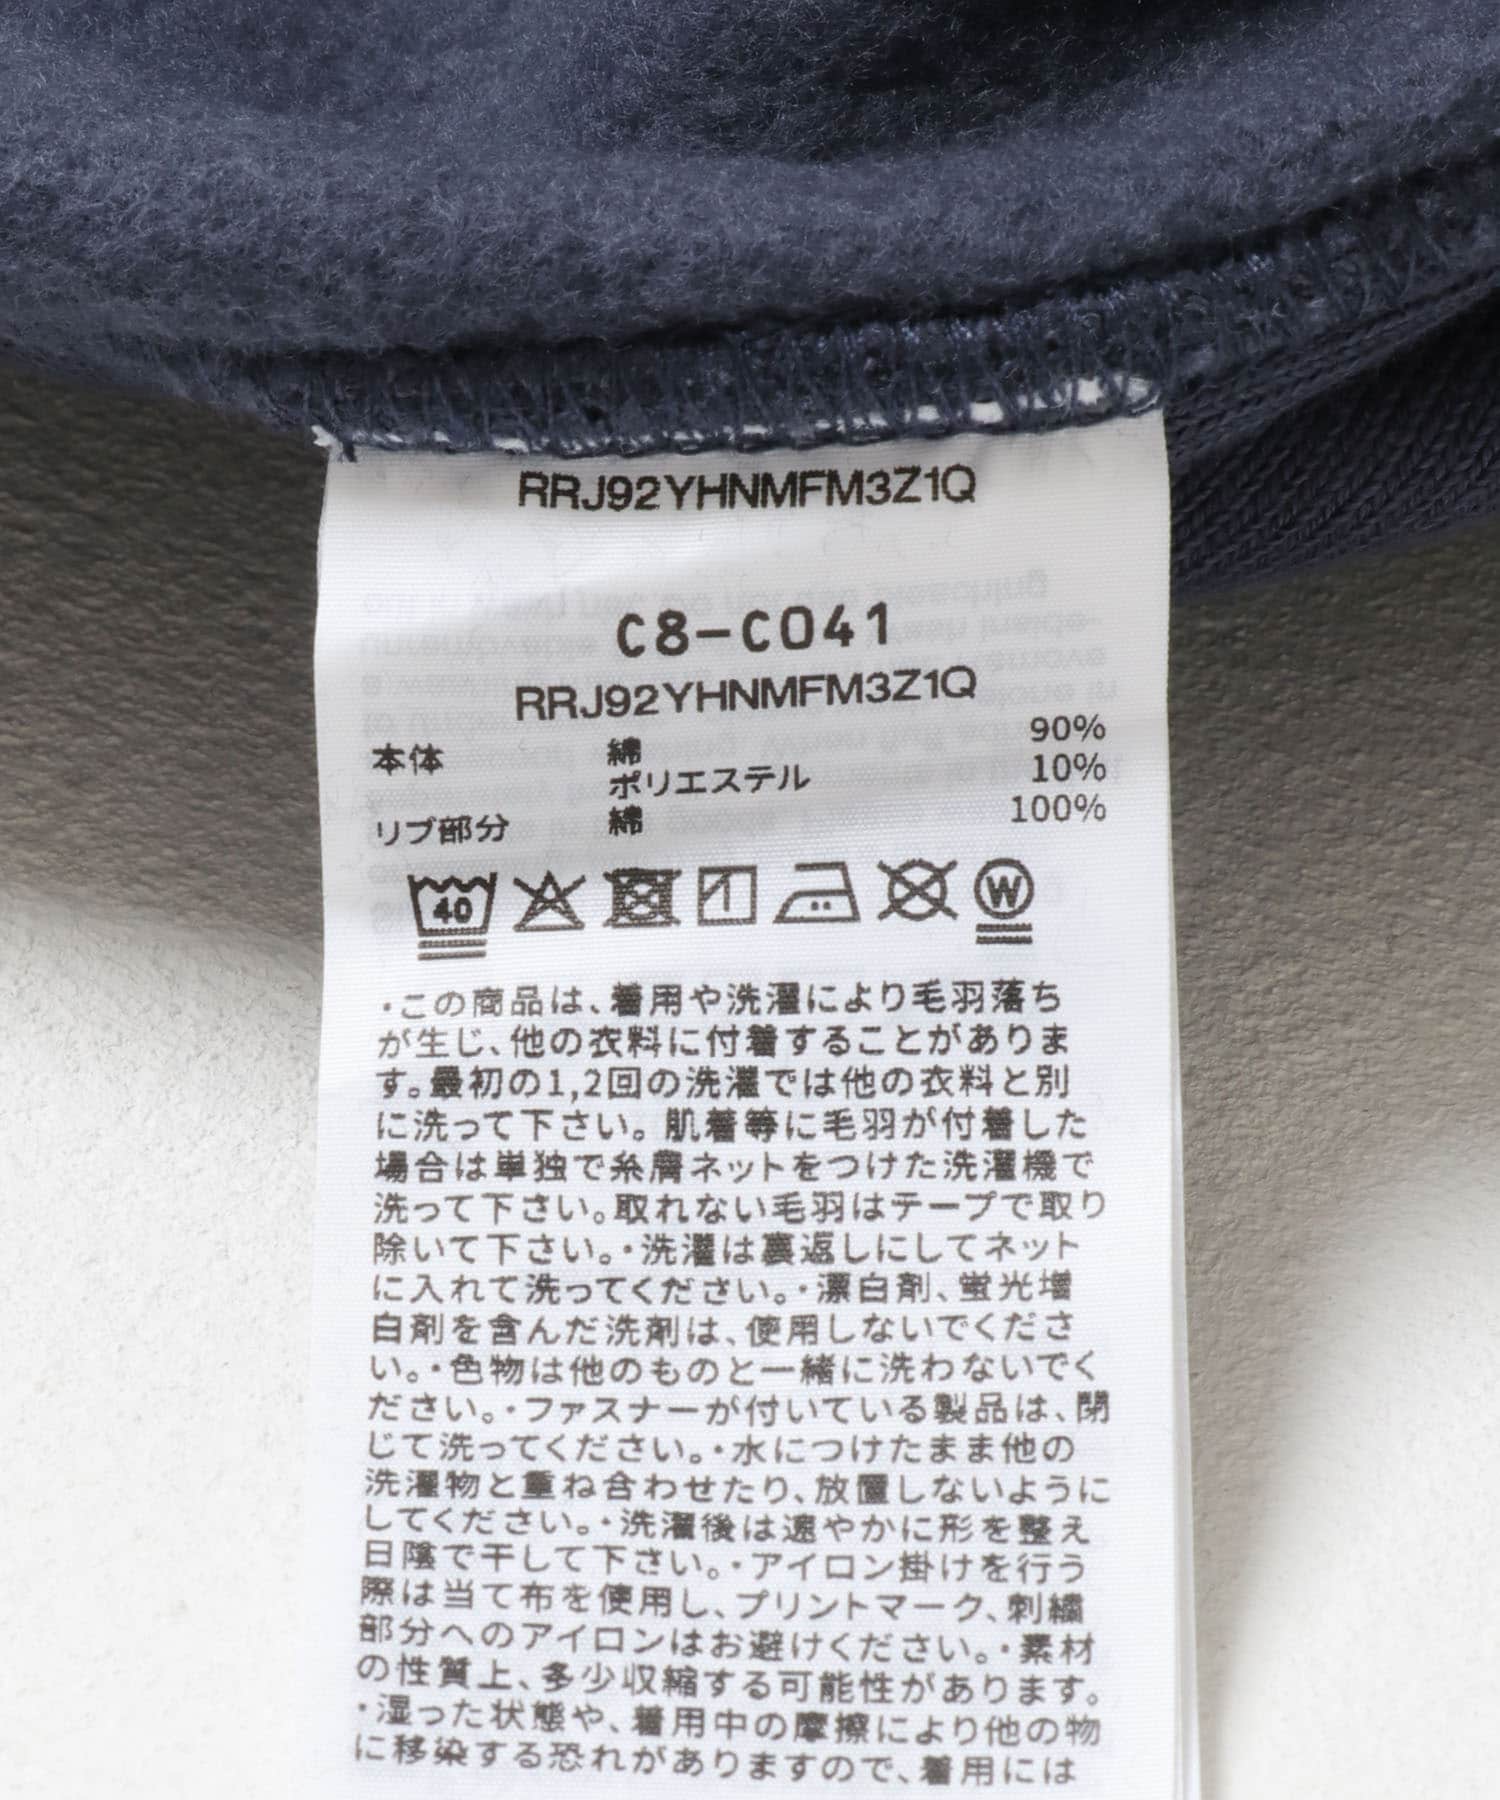 RRJ92YHNMFM3Z1Q
C8-C041
RRJ92YHNMFM3Z1Q
本体 綿 90%
ポリエステル 10%
リブ部分 綿 100%
40 W
・この商品は、着用や洗濯により毛羽落ち
が生じ、他の衣料に付着することがありま
す。最初の1,2回の洗濯では他の衣料と別
に洗って下さい。肌着等に毛羽が付着した
場合は単独で糸屑ネットをつけた洗濯機で
洗って下さい。取れない毛羽はテープで取り
除いて下さい。・洗濯は裏返しにしてネット
に入れて洗ってください。・漂白剤、蛍光増
白剤を含んだ洗剤は、使用しないでくださ
い。・色物は他のものと一緒に洗わないでく
ださい。・ファスナーが付いている製品は、閉
じて洗ってください。・水につけたまま他の
洗濯物と重ね合わせたり、放置しないように
してください。・洗濯後は速やかに形を整え
日陰で干して下さい。・アイロン掛けを行う
際は当て布を使用し、プリントマーク、刺繍
部分へのアイロンはお避けください。・素材
の性質上、多少収縮する可能性があります。
・湿った状態や、着用中の摩擦により他の物
に移染する恐れがありますので、着用には